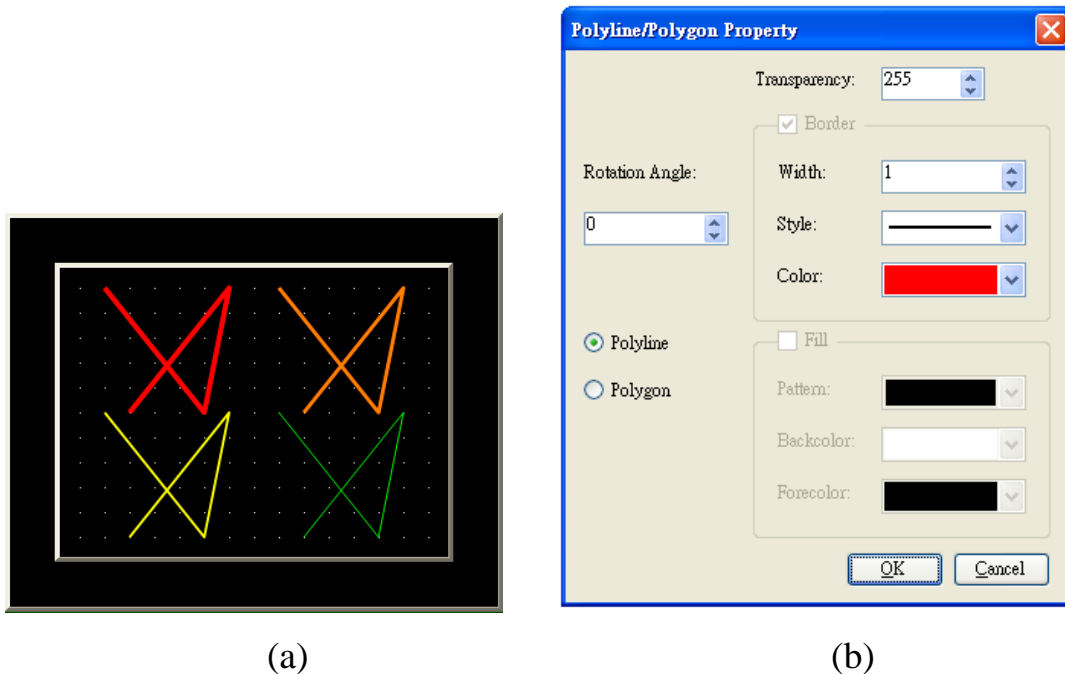 Polyline/Polygon Property
Transparency: 255
Border
Rotation Angle:
Width: 1
0
Style:
Color:
Polyline
Fill
Polygon
Pattern:
Backcolor:
Forecolor:
OK Cancel
(a) (b)